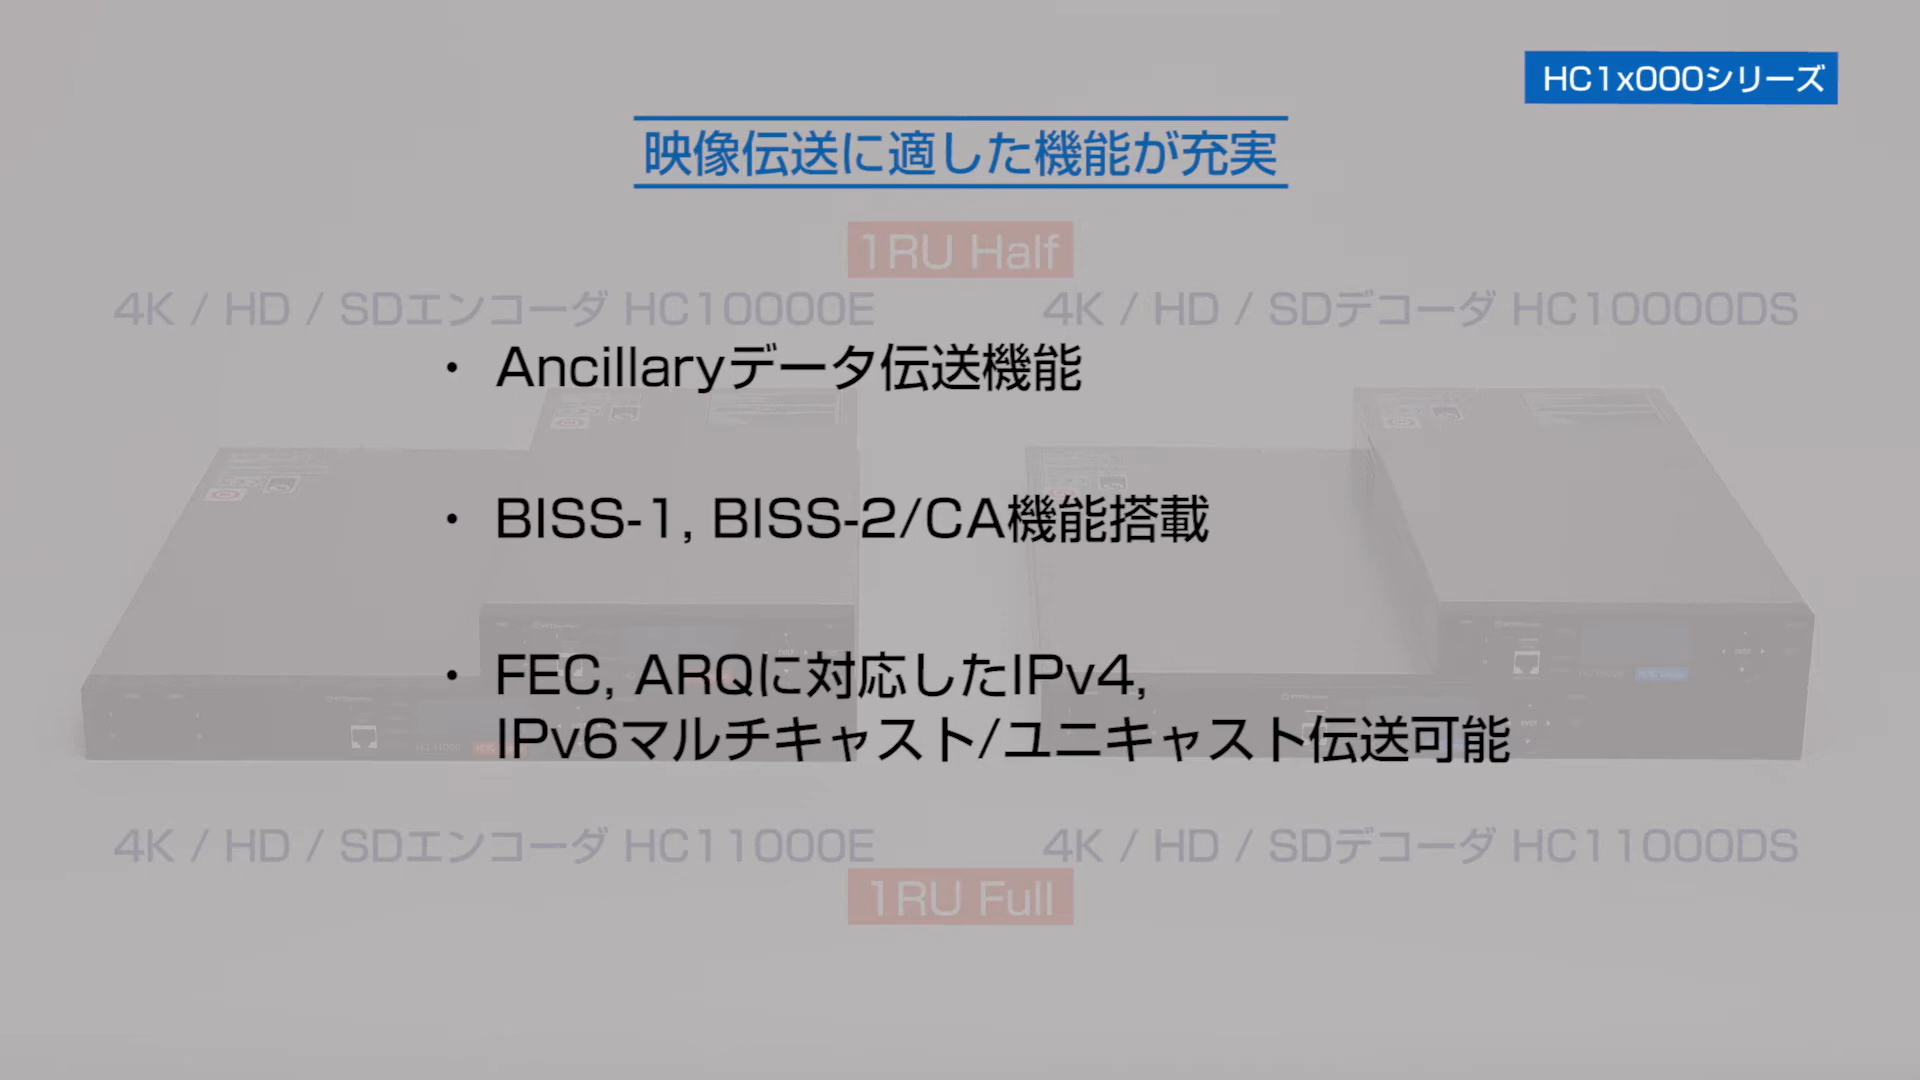 HC1x000シリーズ
映像伝送に適した機能が充実
1RU Half
4K / HD / SDエンコーダ HC10000E
4K / HD / SDデコーダ HC10000DS
・ Ancillaryデータ伝送機能
・ BISS-1, BISS-2/CA機能搭載
・ FEC, ARQに対応したIPv4,
IPv6マルチキャスト/ユニキャスト伝送可能
4K / HD / SDエンコーダ HC11000E
4K / HD / SDデコーダ HC11000DS
1RU Full